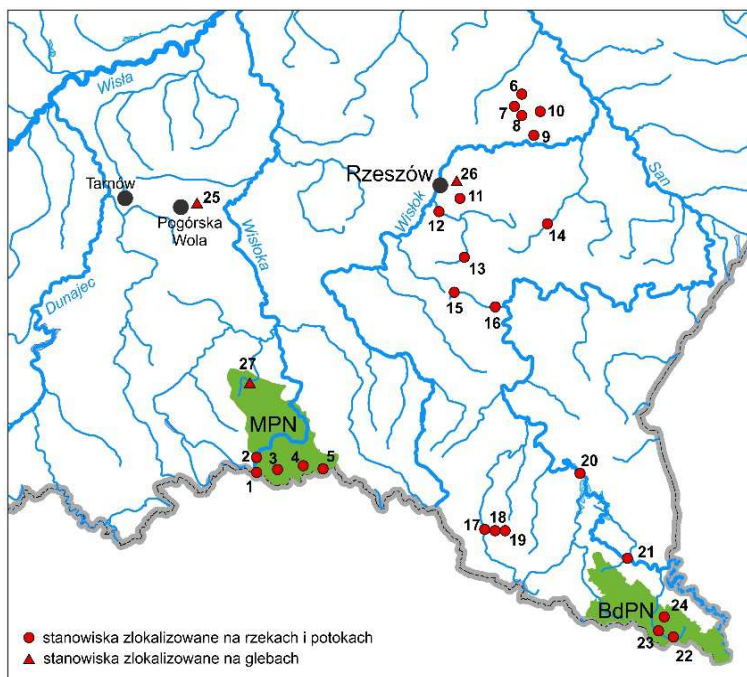 Wisła
6
7
10
8
9
Rzeszów
26
San
Tarnów
25
11
Pogórska
Wola
Wisłok
12
14
Wisłoka
13
Dunajec
15
16
27
MPN
2
3
4
5
1
20
17
18
19
21
BdPN
24
23
22
stanowiska zlokalizowane na rzekach i potokach
stanowiska zlokalizowane na glebach